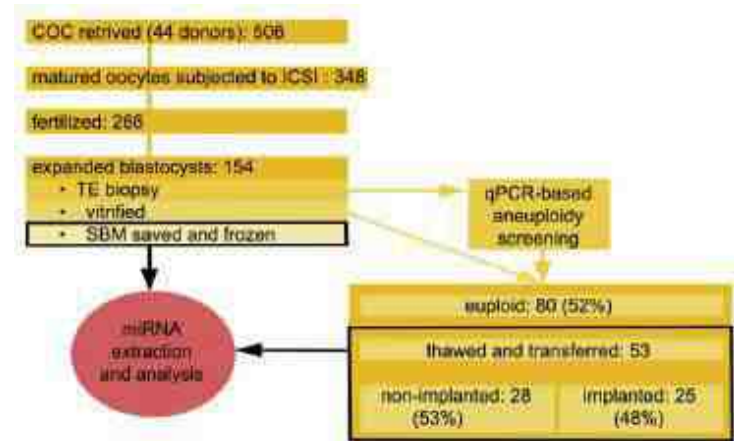 COC retrived (44 donors): 506
matured oocytes subjected to ICSI : 348
fertilized: 266
expanded blastocysts: 154
• TE biopsy
• vitrified
• SBM saved and frozen
qPCR-based
aneuploidy
screening
miRNA
extraction
and analysis
euploid: 80 (52%)
thawed and transferred: 53
non-implanted: 28
(53%)
implanted: 25
(48%)